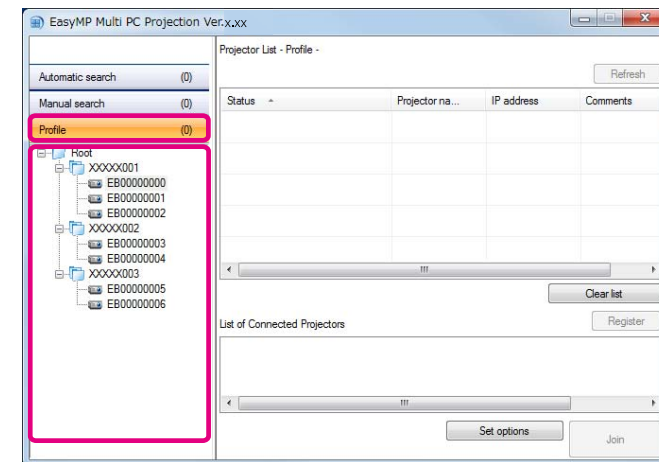 EasyMP Multi PC Projection Ver.x.xx
Projector List - Profile -
Automatic search (0)
Refresh
Manual search (0)
Status Projector na... IP address Comments
Profile (0)
Root
XXXXX001
EB00000000
EB00000001
EB00000002
XXXXX002
EB00000003
EB00000004
XXXXX003
EB00000005
EB00000006
Clear list
List of Connected Projectors
Register
Set options
Join